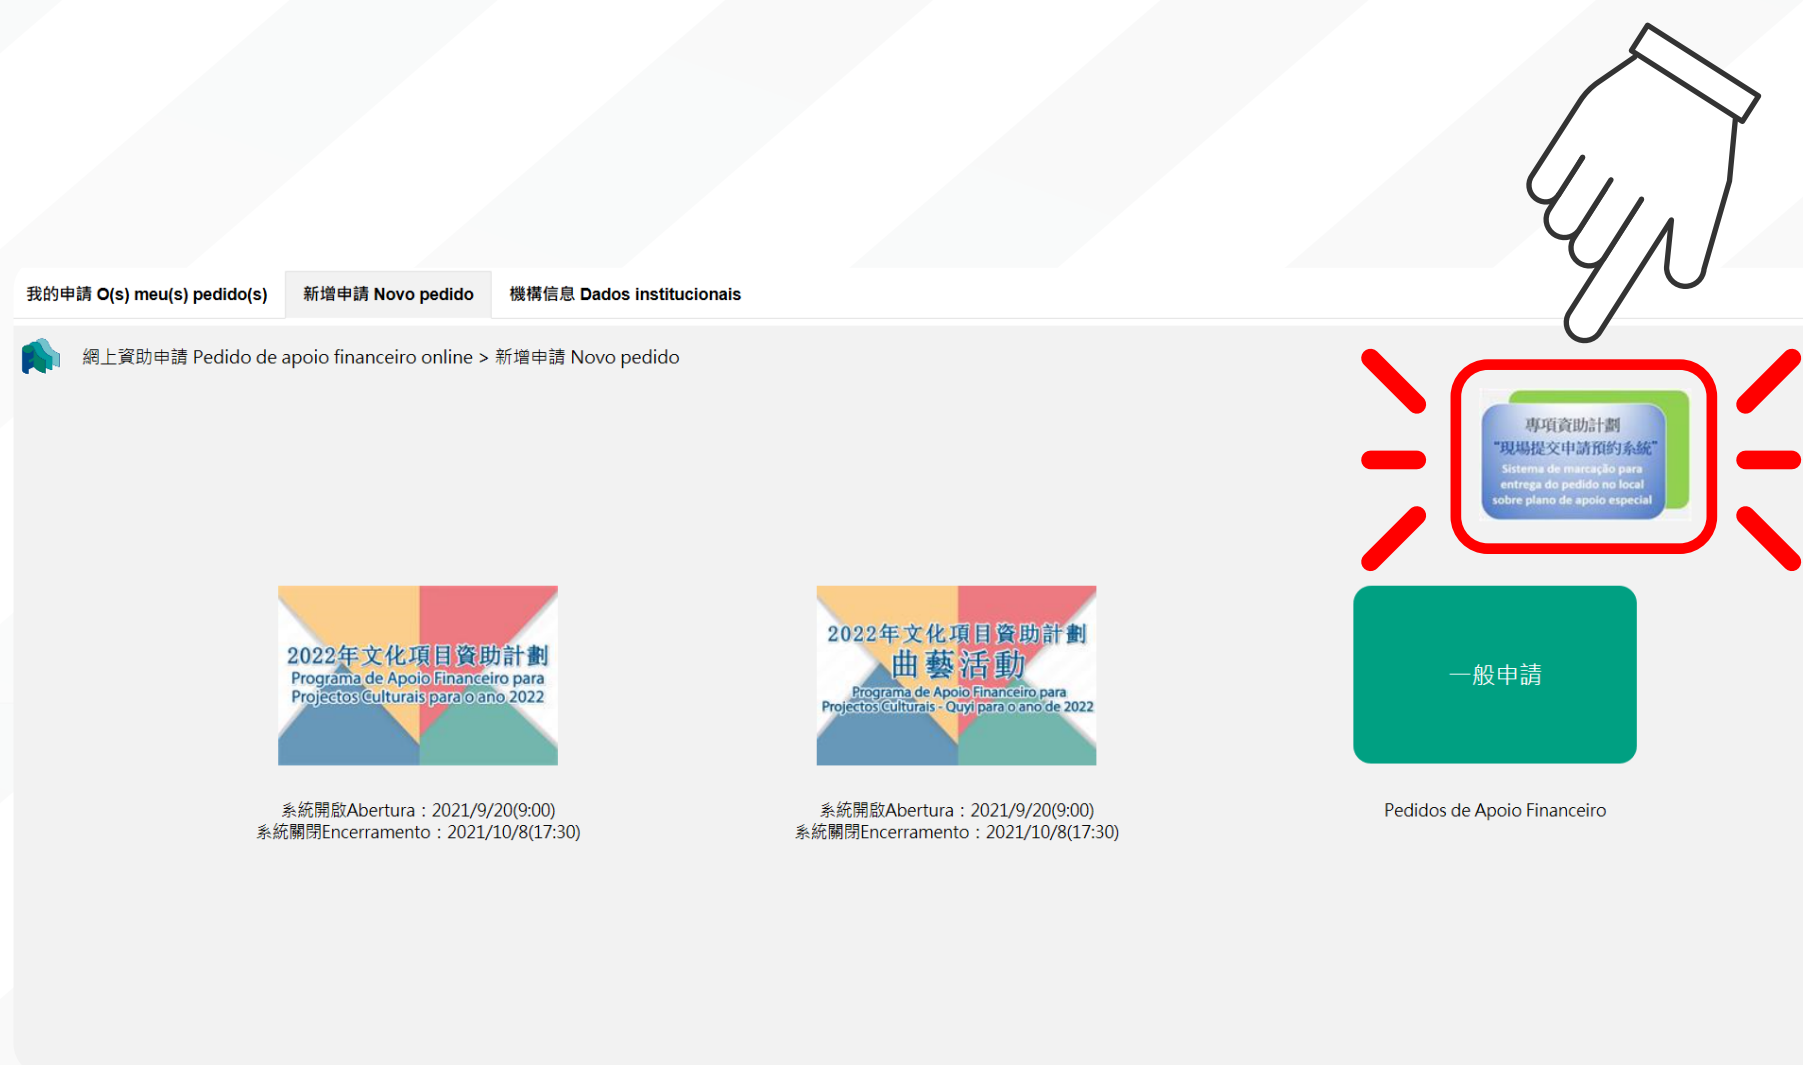 我的申請 O(s) meu(s) pedido(s)
新增申請 Novo pedido
機構信息 Dados institucionais
網上資助申請 Pedido de apoio financeiro online > 新增申請 Novo pedido
專項資助計劃
"現場提交申請預約系統"
Sistema de marcação para
entrega do pedido no local
sobre plano de apoio especial
2022年文化項目資助計劃
Programa de Apoio Financeiro para
Projectos Culturais para o ano 2022
系統開啟Abertura：2021/9/20(9:00)
系統關閉Encerramento：2021/10/8(17:30)
2022年文化項目資助計劃
曲藝活動
Programa de Apoio Financeiro para
Projectos Culturais - Quyi para o ano de 2022
系統開啟Abertura：2021/9/20(9:00)
系統關閉Encerramento：2021/10/8(17:30)
一般申請
Pedidos de Apoio Financeiro